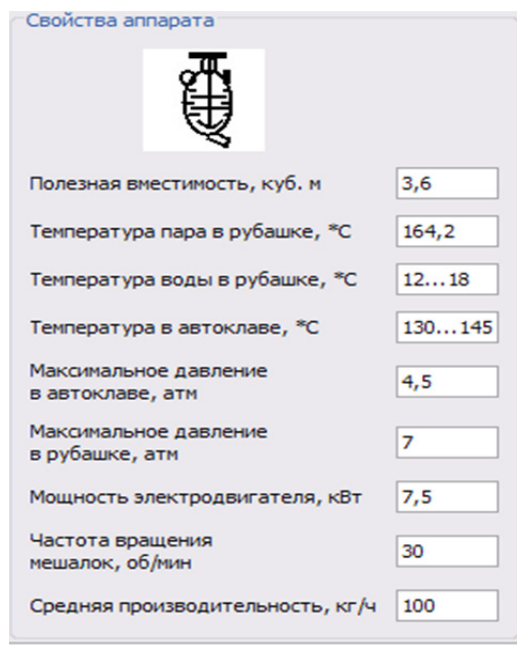 Свойства аппарата
Полезная вместимость, куб. м 3,6
Температура пара в рубашке, *С 164,2
Температура воды в рубашке, *С 12...18
Температура в автоклаве, *С 130...145
Максимальное давление
в автоклаве, атм 4,5
Максимальное давление
в рубашке, атм 7
Мощность электродвигателя, кВт 7,5
Частота вращения
мешалок, об/мин 30
Средняя производительность, кг/ч 100